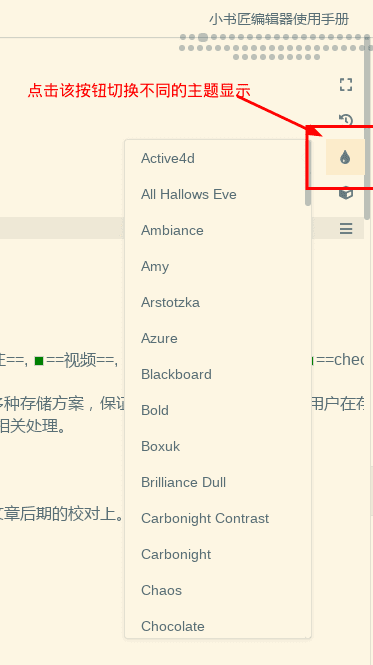 小书匠编辑器使用手册
点击该按钮切换不同的主题显示
Active4d
All Hallows Eve
Ambiance
Amy
Arstotzka
Azure
==, ■==视频==,
==chec
Blackboard
多种存储方案，保证
用户在存
Bold
相关处理。
Boxuk
Brilliance Dull
文章后期的校对上。
Carbonight Contrast
Carbonight
Chaos
Chocolate